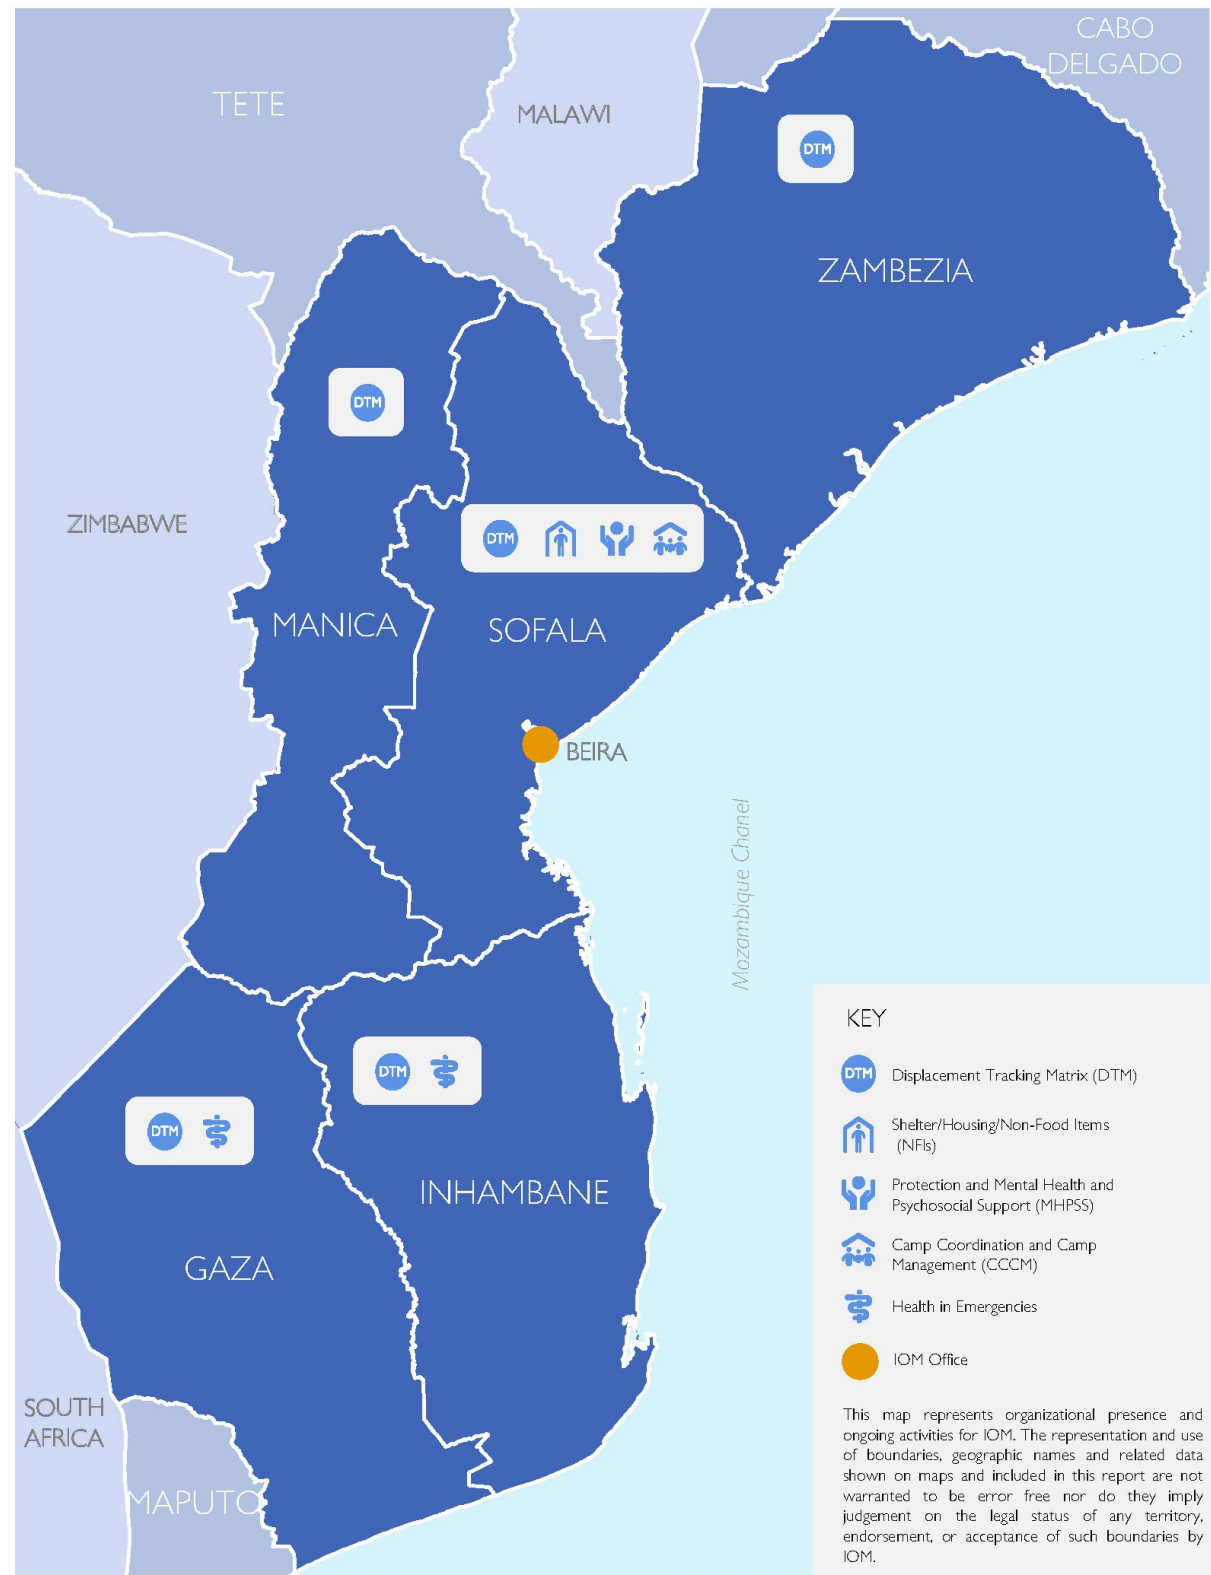 CABO
DELGADO
TETE
MALAWI
DTM
ZAMBEZIA
DTM
ZIMBABWE
DTM
MANICA
SOFALA
BEIRA
Mozambique Chanel
DTM
DTM
INHAMBANE
GAZA
SOUTH
AFRICA
MAPUTO
KEY
DTM
Displacement Tracking Matrix (DTM)
Shelter/Housing/Non-Food Items
(NFIs)
Protection and Mental Health and
Psychosocial Support (MHPSS)
Camp Coordination and Camp
Management (CCCM)
Health in Emergencies
IOM Office
This map represents organizational presence and
ongoing activities for IOM. The representation and use
of boundaries, geographic names and related data
shown on maps and included in this report are not
warranted to be error free nor do they imply
judgement on the legal status of any territory,
endorsement, or acceptance of such boundaries by
IOM.